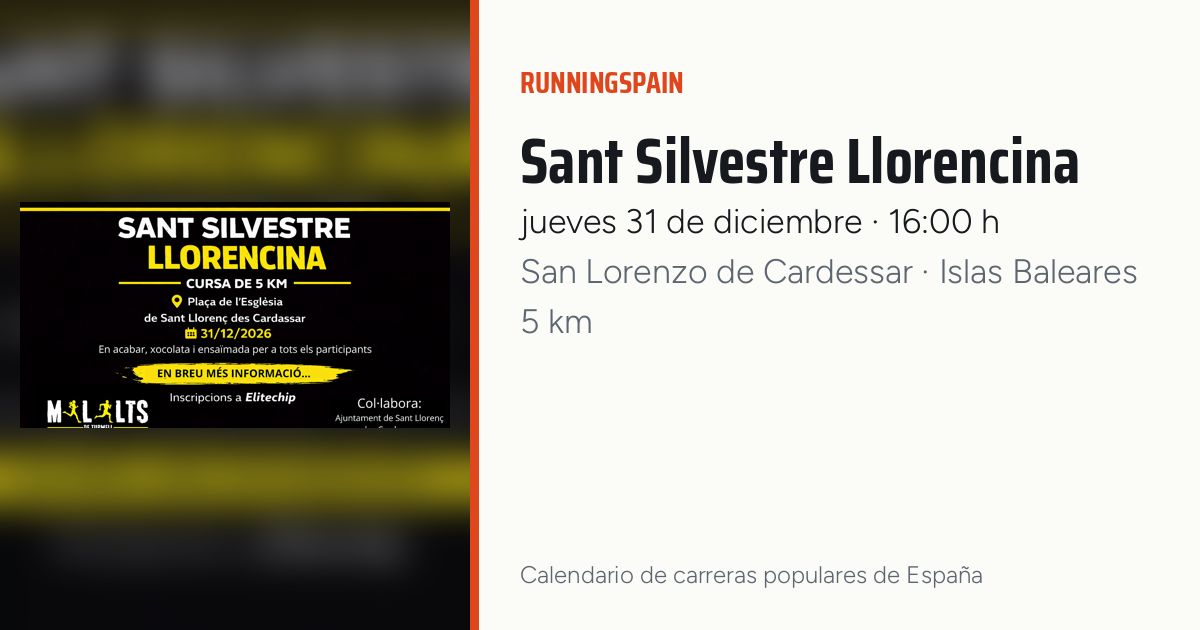 SANT SILVESTRE
LLORENCINA
CURSA DE 5 KM
Plaça de l'Església
de Sant Llorenç des Cardassar
31/12/2026
En acabar, xocolata i ensaïmada per a tots els participants
EN BREU MÉS INFORMACIÓ...
Inscripcions a Elitechip
Col·labora:
Ajuntament de Sant Llorenç
RUNNINGSPAIN
Sant Silvestre Llorencina
jueves 31 de diciembre · 16:00 h
San Lorenzo de Cardessar · Islas Baleares
5 km
Calendario de carreras populares de España